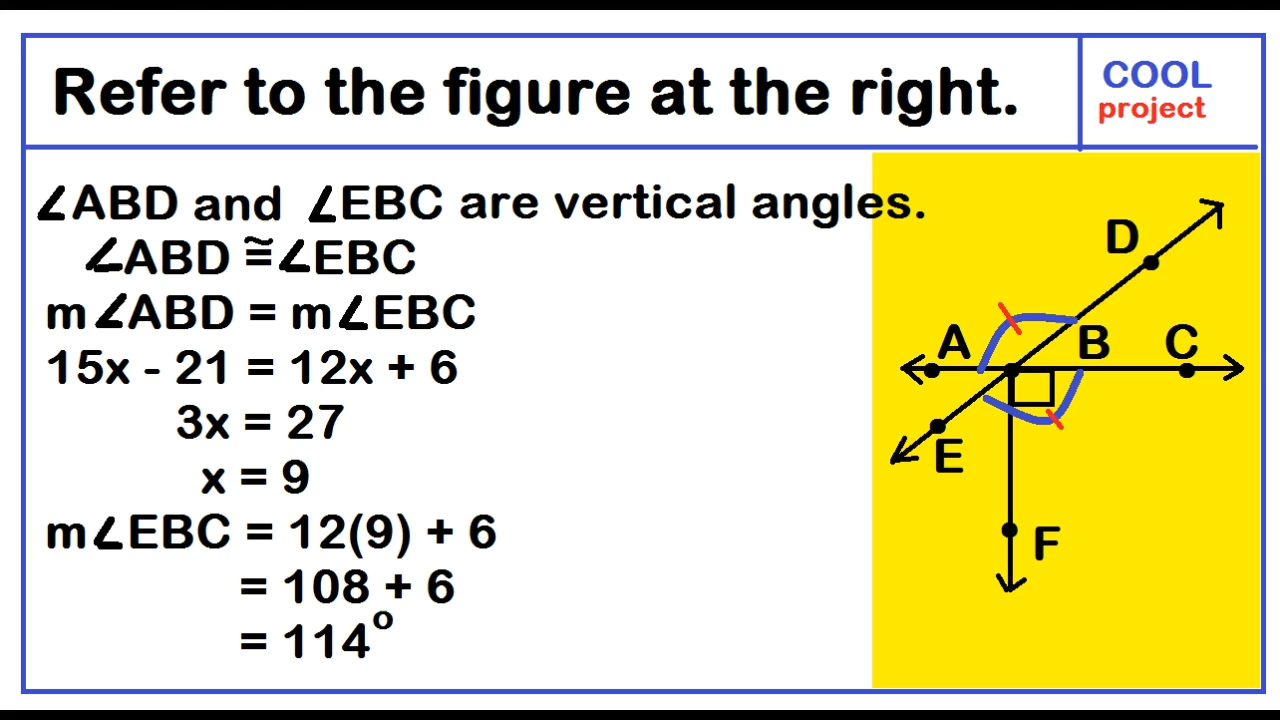 Refer to the figure at the right.
COOL
project
∠ABD and ∠EBC are vertical angles.
∠ABD ≅ ∠EBC
m∠ABD = m∠EBC
15x - 21 = 12x + 6
3x = 27
x = 9
m∠EBC = 12(9) + 6
= 108 + 6
= 114°
D
A B C
E
F